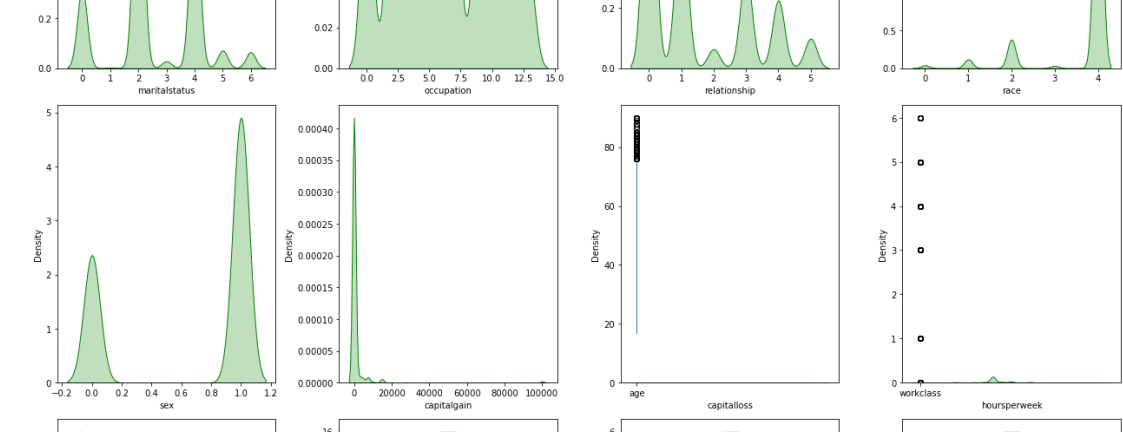 0.2
0.0
0 1 2 3 4 5 6
maritalstatus
0.02
0.00
0.0 2.5 5.0 7.5 10.0 12.5 15.0
occupation
0.2
0.0
0 1 2 3 4 5
relationship
0.5
0.0
0 1 2 3 4
race
5
4
3
2
1
0
Density
−0.2 0.0 0.2 0.4 0.6 0.8 1.0 1.2
sex
0.00040
0.00035
0.00030
0.00025
0.00020
0.00015
0.00010
0.00005
0.00000
Density
0 20000 40000 60000 80000 100000
capitalgain
80
60
40
20
0
Density
age
capitalloss
6
5
4
3
2
1
0
Density
workclass
hoursperweek
16
6